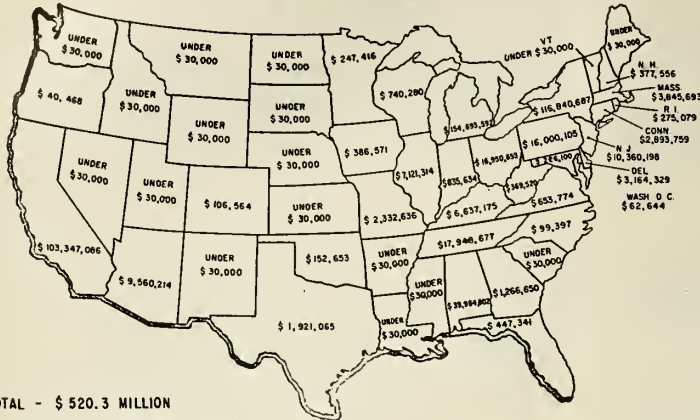 UNDER
$30,000
UNDER
$30,000
UNDER
$30,000
$247,416
VT.
UNDER $30,000
UNDER
$30,000
N. H.
$377,556
MASS.
$3,845,693
R I.
$275,079
CONN.
$2,893,759
N J
$10,360,198
DEL
$3,164,329
WASH D C.
$62,644
$40,468
UNDER
$30,000
UNDER
$30,000
UNDER
$30,000
$740,280
$116,840,687
$16,000,105
UNDER
$30,000
$386,571
$7,121,314
$835,634
$16,950,855
$369,520
$653,774
UNDER
$30,000
UNDER
$30,000
$106,564
UNDER
$30,000
$2,332,636
$6,637,175
$99,397
$103,347,086
$9,560,214
UNDER
$30,000
$152,653
UNDER
$30,000
$17,948,677
UNDER
$30,000
$1,921,065
UNDER
$30,000
UNDER
$30,000
$1,266,650
$447,341
OTAL - $520.3 MILLION